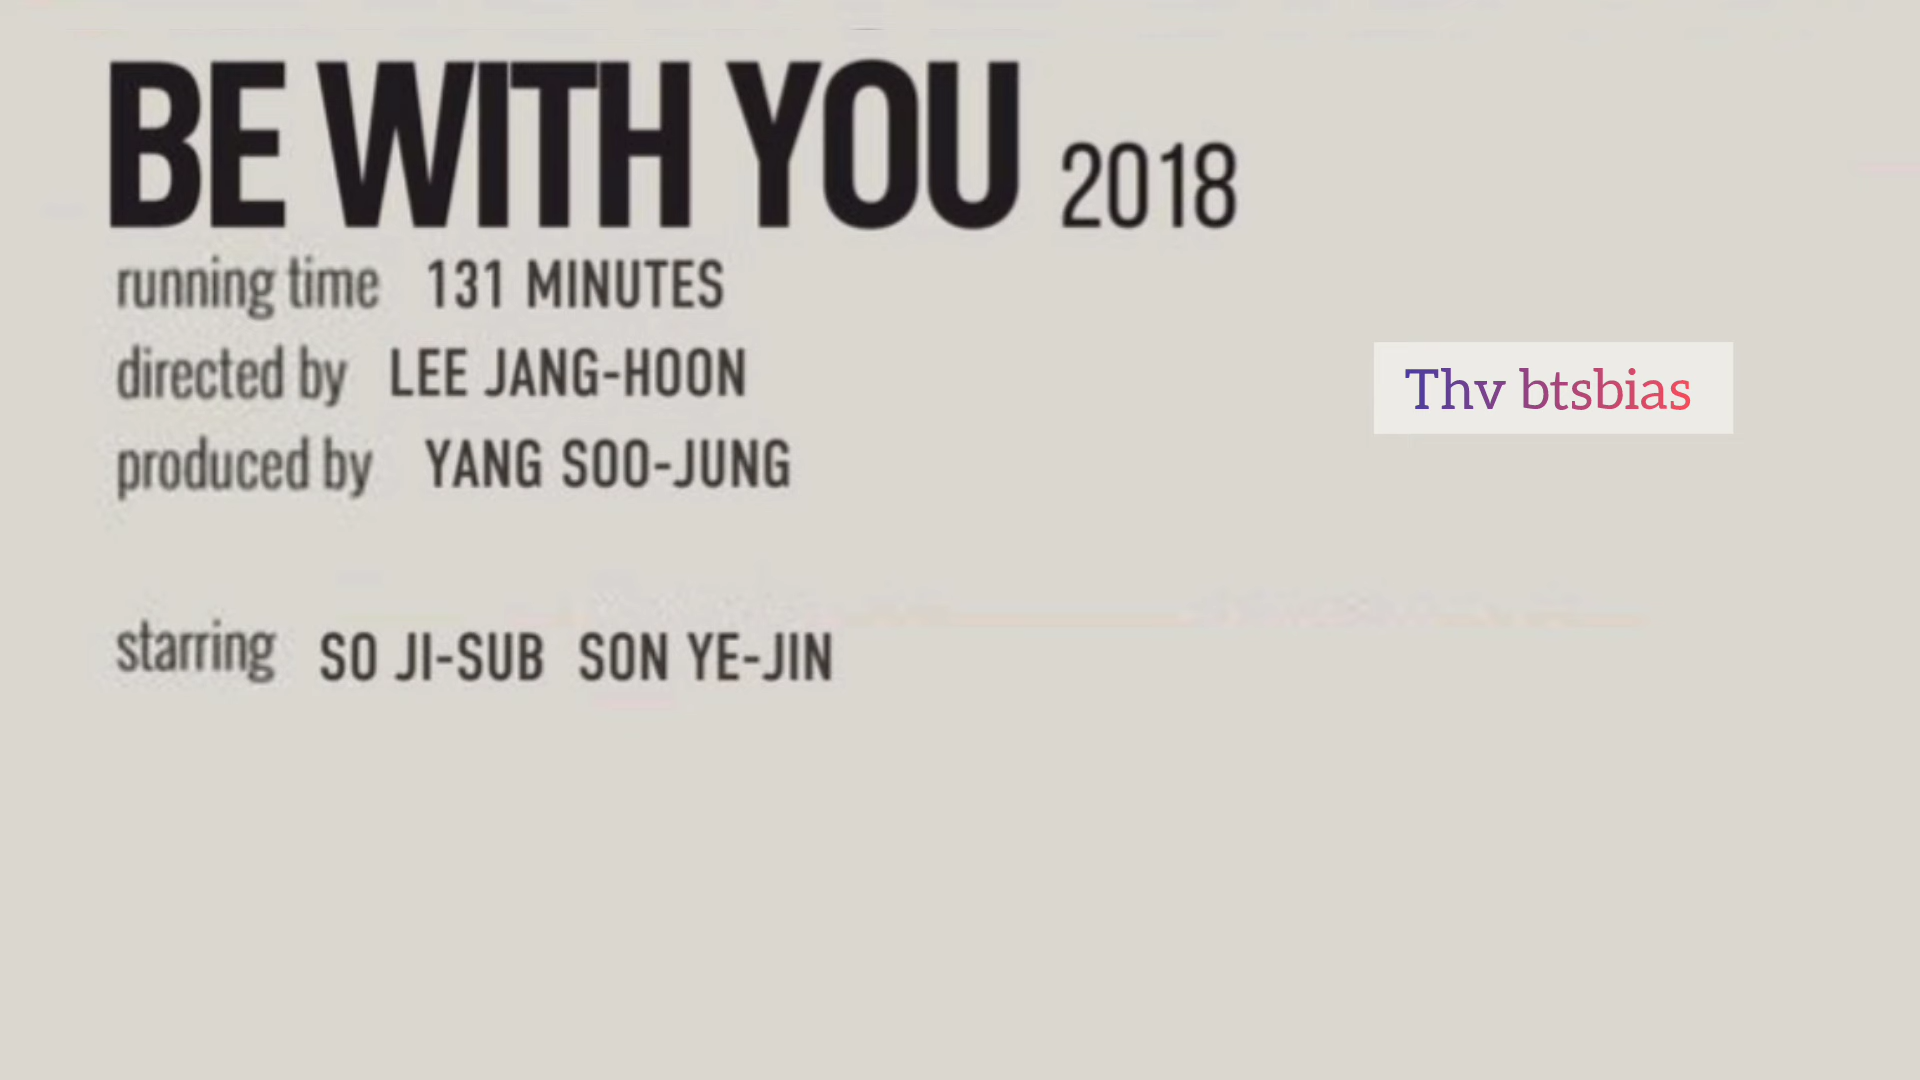 BE WITH YOU 2018
running time 131 MINUTES
directed by LEE JANG-HOON
Thv btsbias
produced by YANG SOO-JUNG
starring SO JI-SUB SON YE-JIN